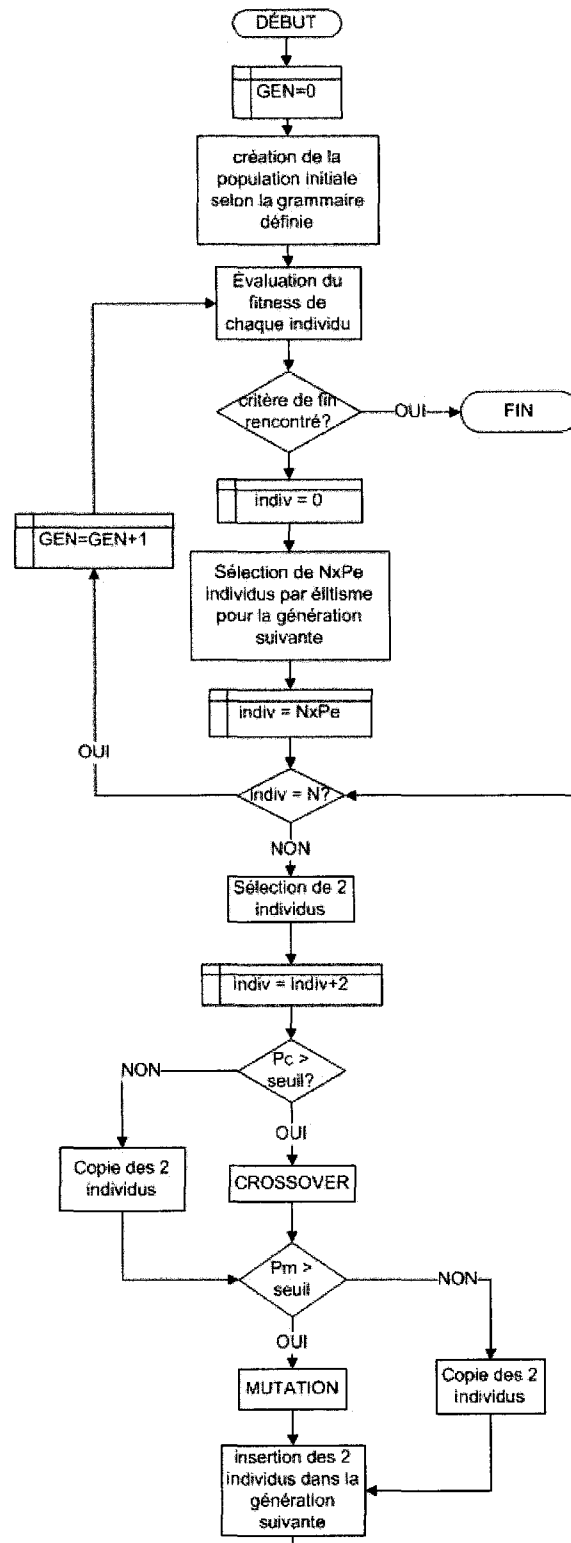 DÉBUT
GEN=0
création de la
population initiale
selon la grammaire
définie
Évaluation du
fitness de
chaque individu
critère de fin
rencontré?
OUI
FIN
indiv = 0
GEN=GEN+1
Sélection de NxPe
individus par élitisme
pour la génération
suivante
indiv = NxPe
OUI
indiv = N?
NON
Sélection de 2
individus
indiv = indiv+2
NON
Pc >
seuil?
OUI
Copie des 2
individus
CROSSOVER
Pm >
seuil
NON
OUI
MUTATION
Copie des 2
individus
insertion des 2
individus dans la
génération
suivante